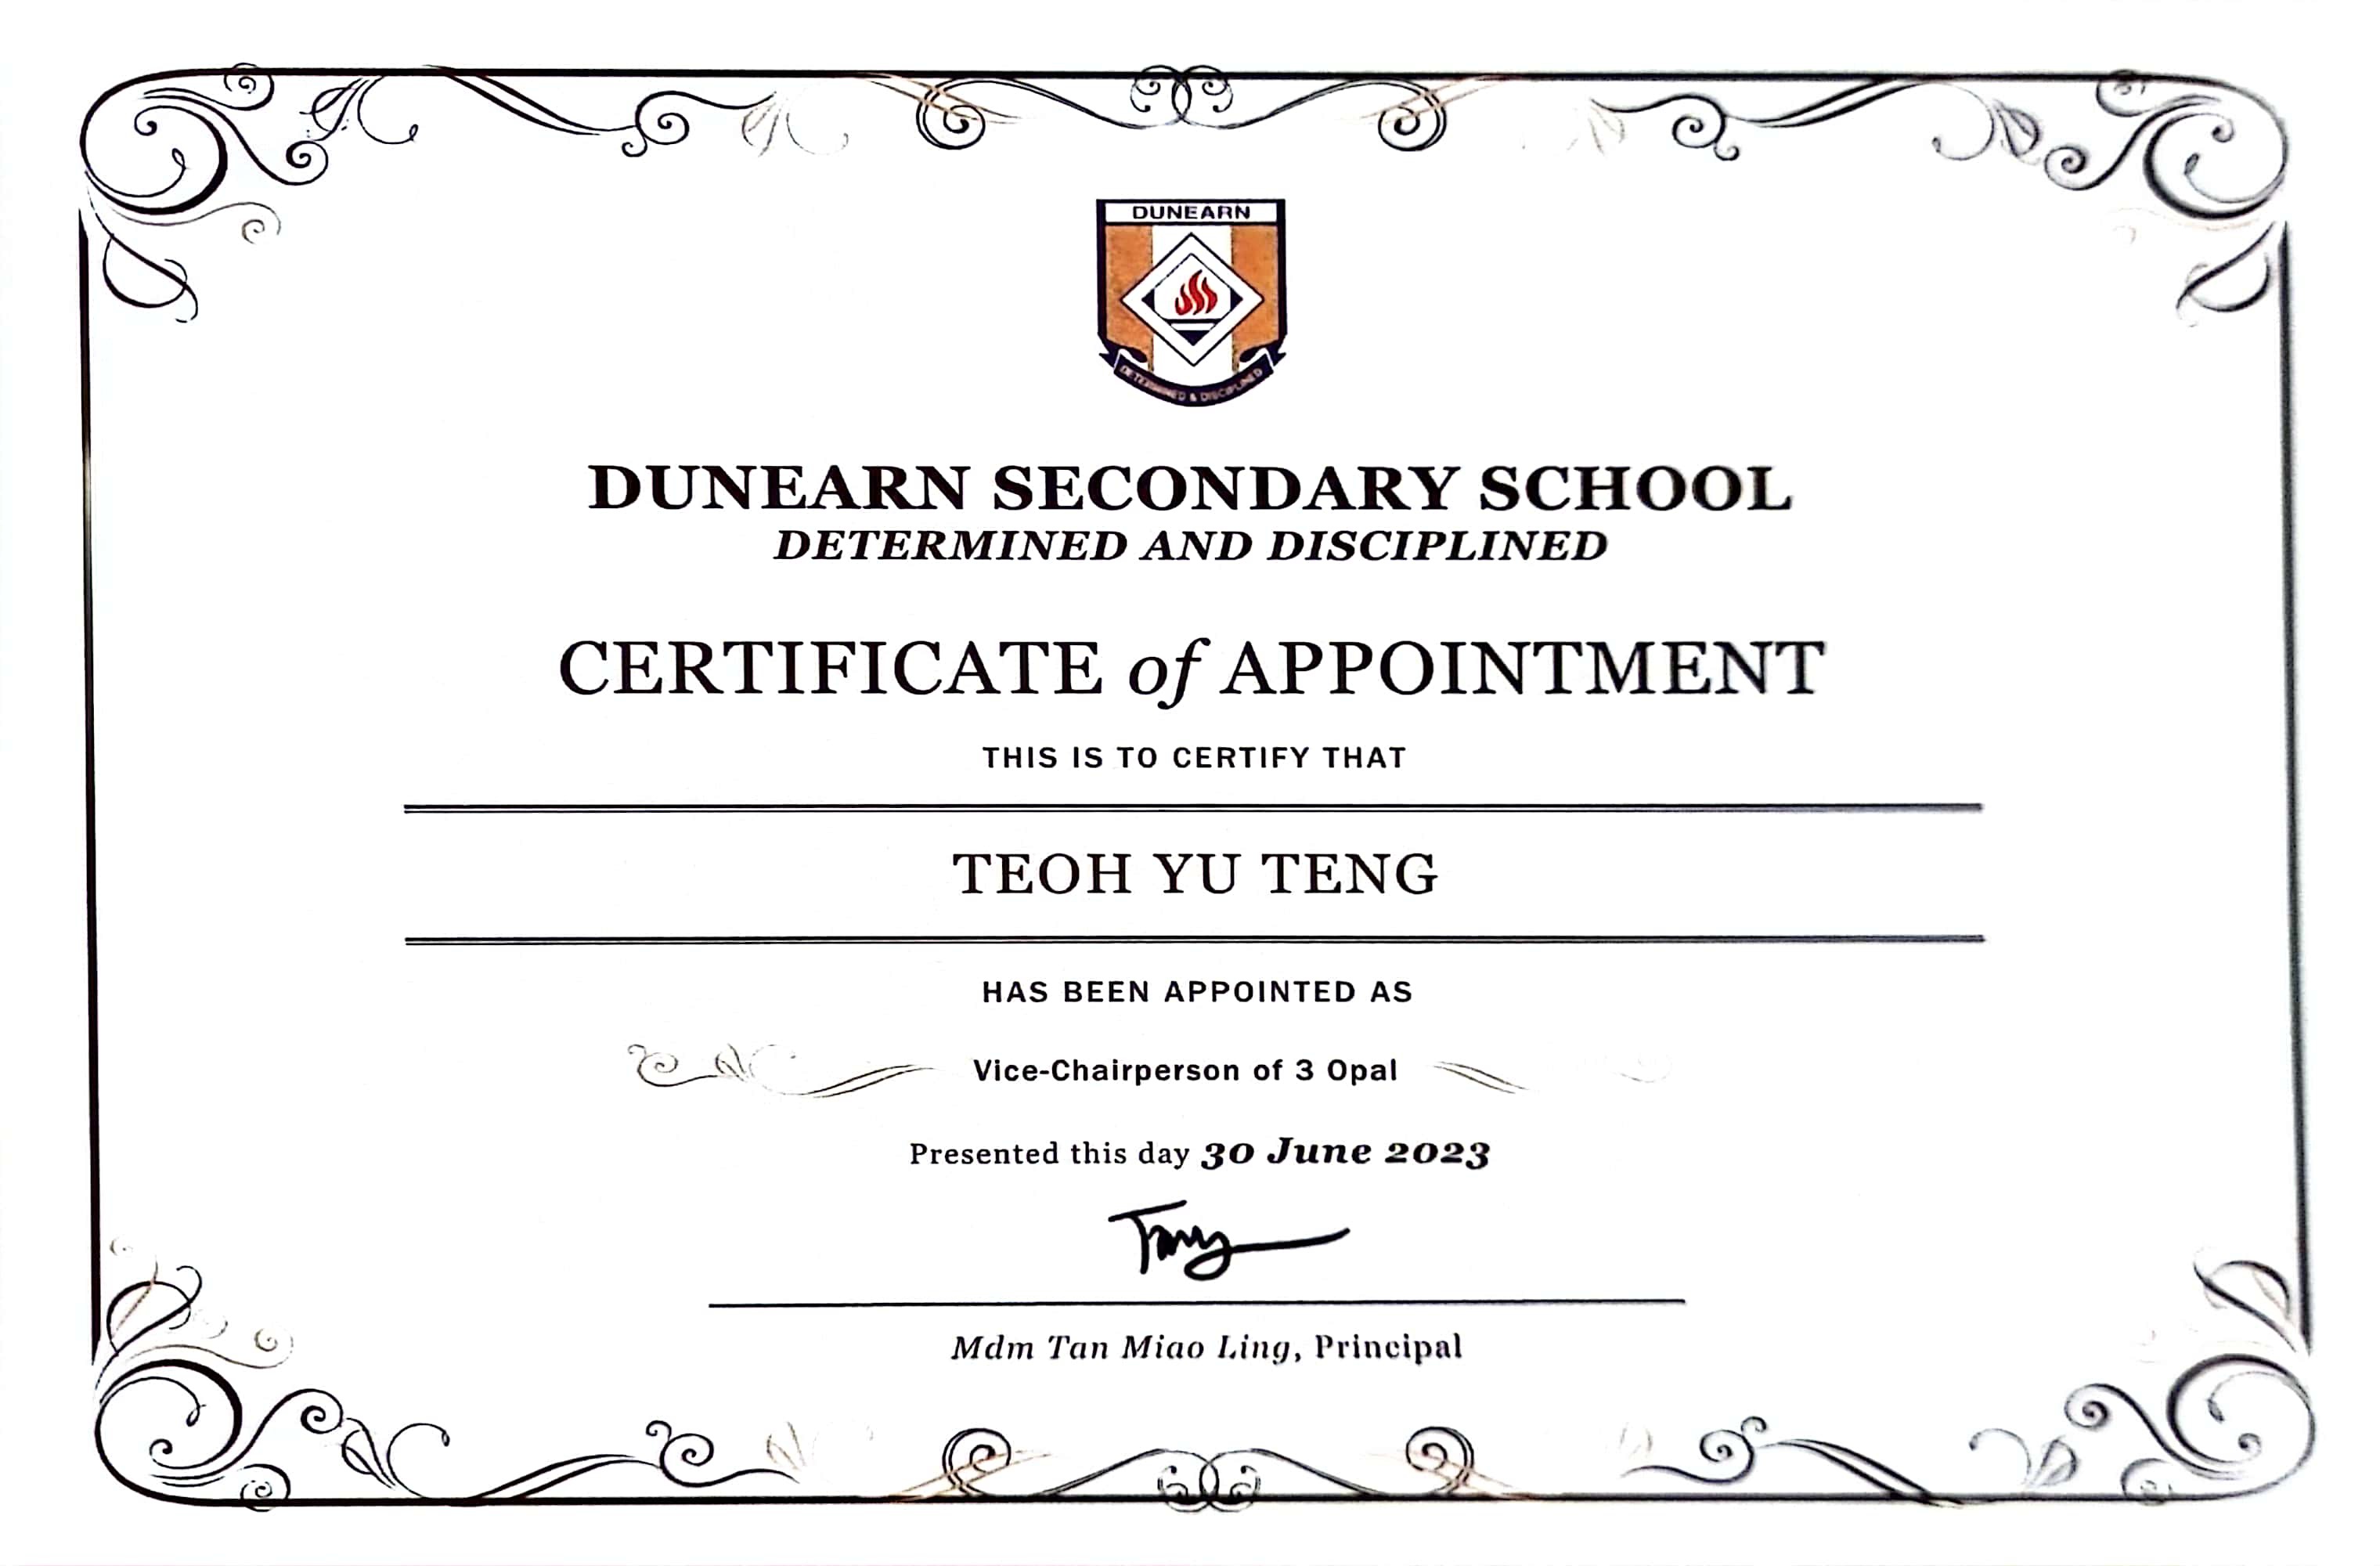 DUNEARN
DETERMINED & DISCIPLINED
DUNEARN SECONDARY SCHOOL
DETERMINED AND DISCIPLINED
CERTIFICATE of APPOINTMENT
THIS IS TO CERTIFY THAT
TEOH YU TENG
HAS BEEN APPOINTED AS
Vice-Chairperson of 3 Opal
Presented this day 30 June 2023
Mdm Tan Miao Ling, Principal